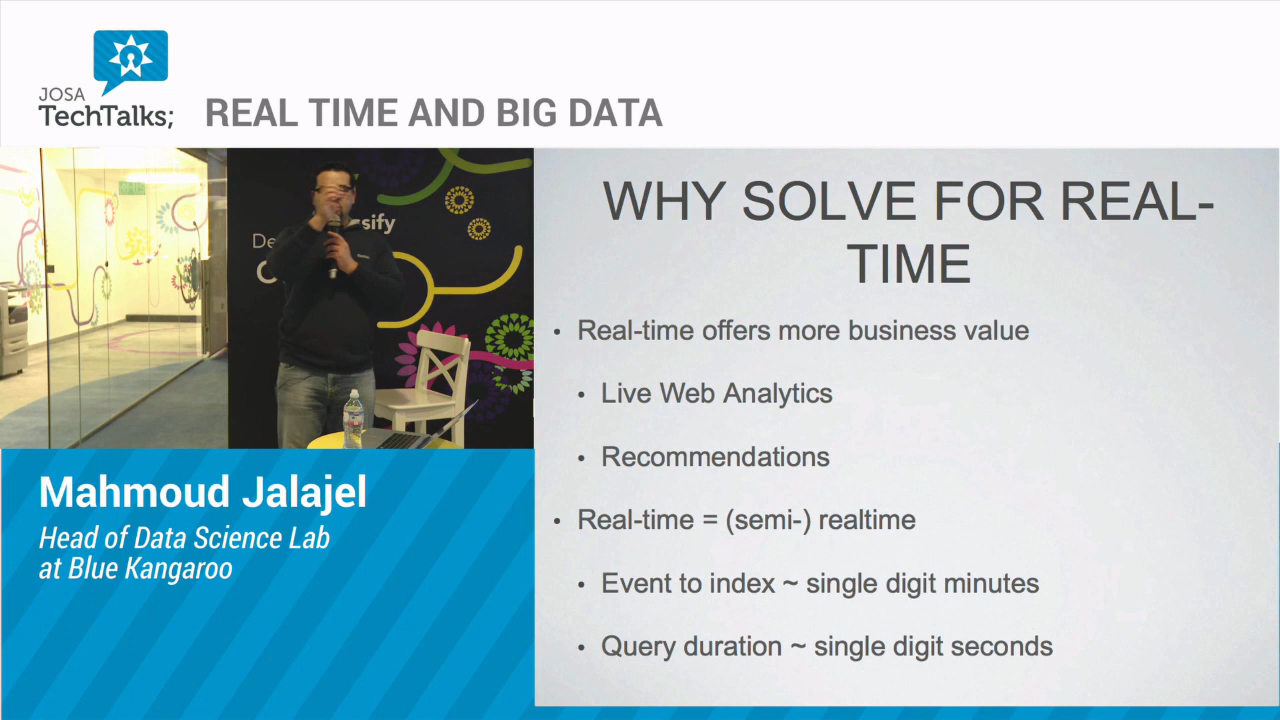 JOSA
TechTalks;
REAL TIME AND BIG DATA
WHY SOLVE FOR REAL-
TIME
• Real-time offers more business value
• Live Web Analytics
• Recommendations
• Real-time = (semi-) realtime
• Event to index ~ single digit minutes
• Query duration ~ single digit seconds
Mahmoud Jalajel
Head of Data Science Lab
at Blue Kangaroo